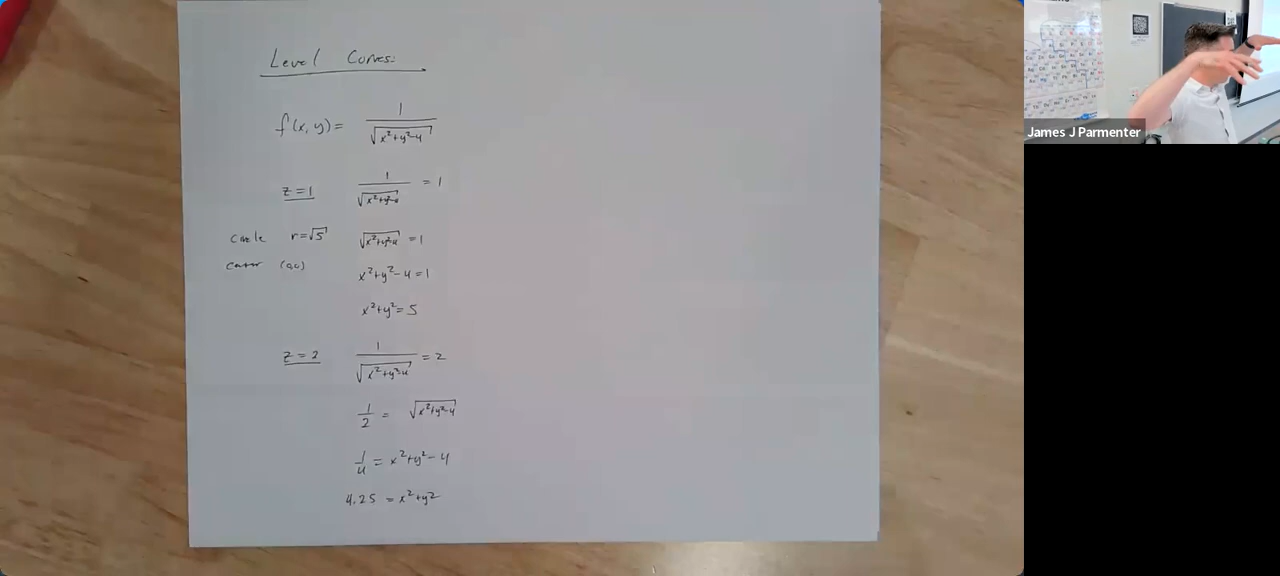 Level Curves:
f(x, y) = 1/√(x²+y²-4)
z = 1 1/√(x²+y²-4) = 1
circle r=√5 √(x²+y²-4) = 1
center (0,0) x²+y²-4 = 1
x²+y² = 5
z = 2 1/√(x²+y²-4) = 2
1/2 = √(x²+y²-4)
1/4 = x²+y²-4
4.25 = x²+y²
James J Parmenter